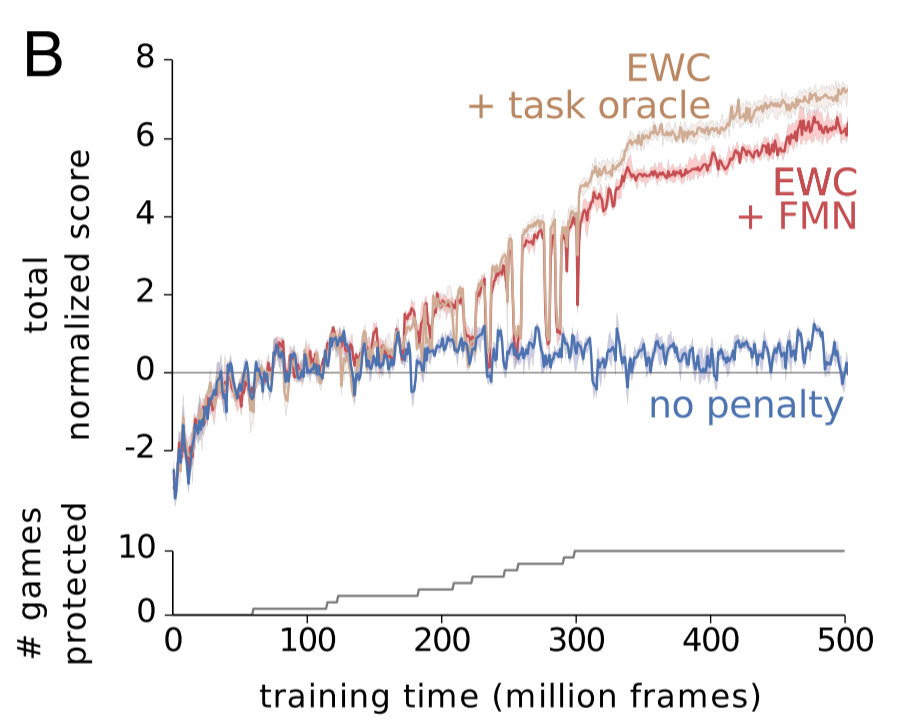 B
8
6
4
2
0
-2
total
normalized score
EWC
+ task oracle
EWC
+ FMN
no penalty
10
0
# games
protected
0 100 200 300 400 500
training time (million frames)